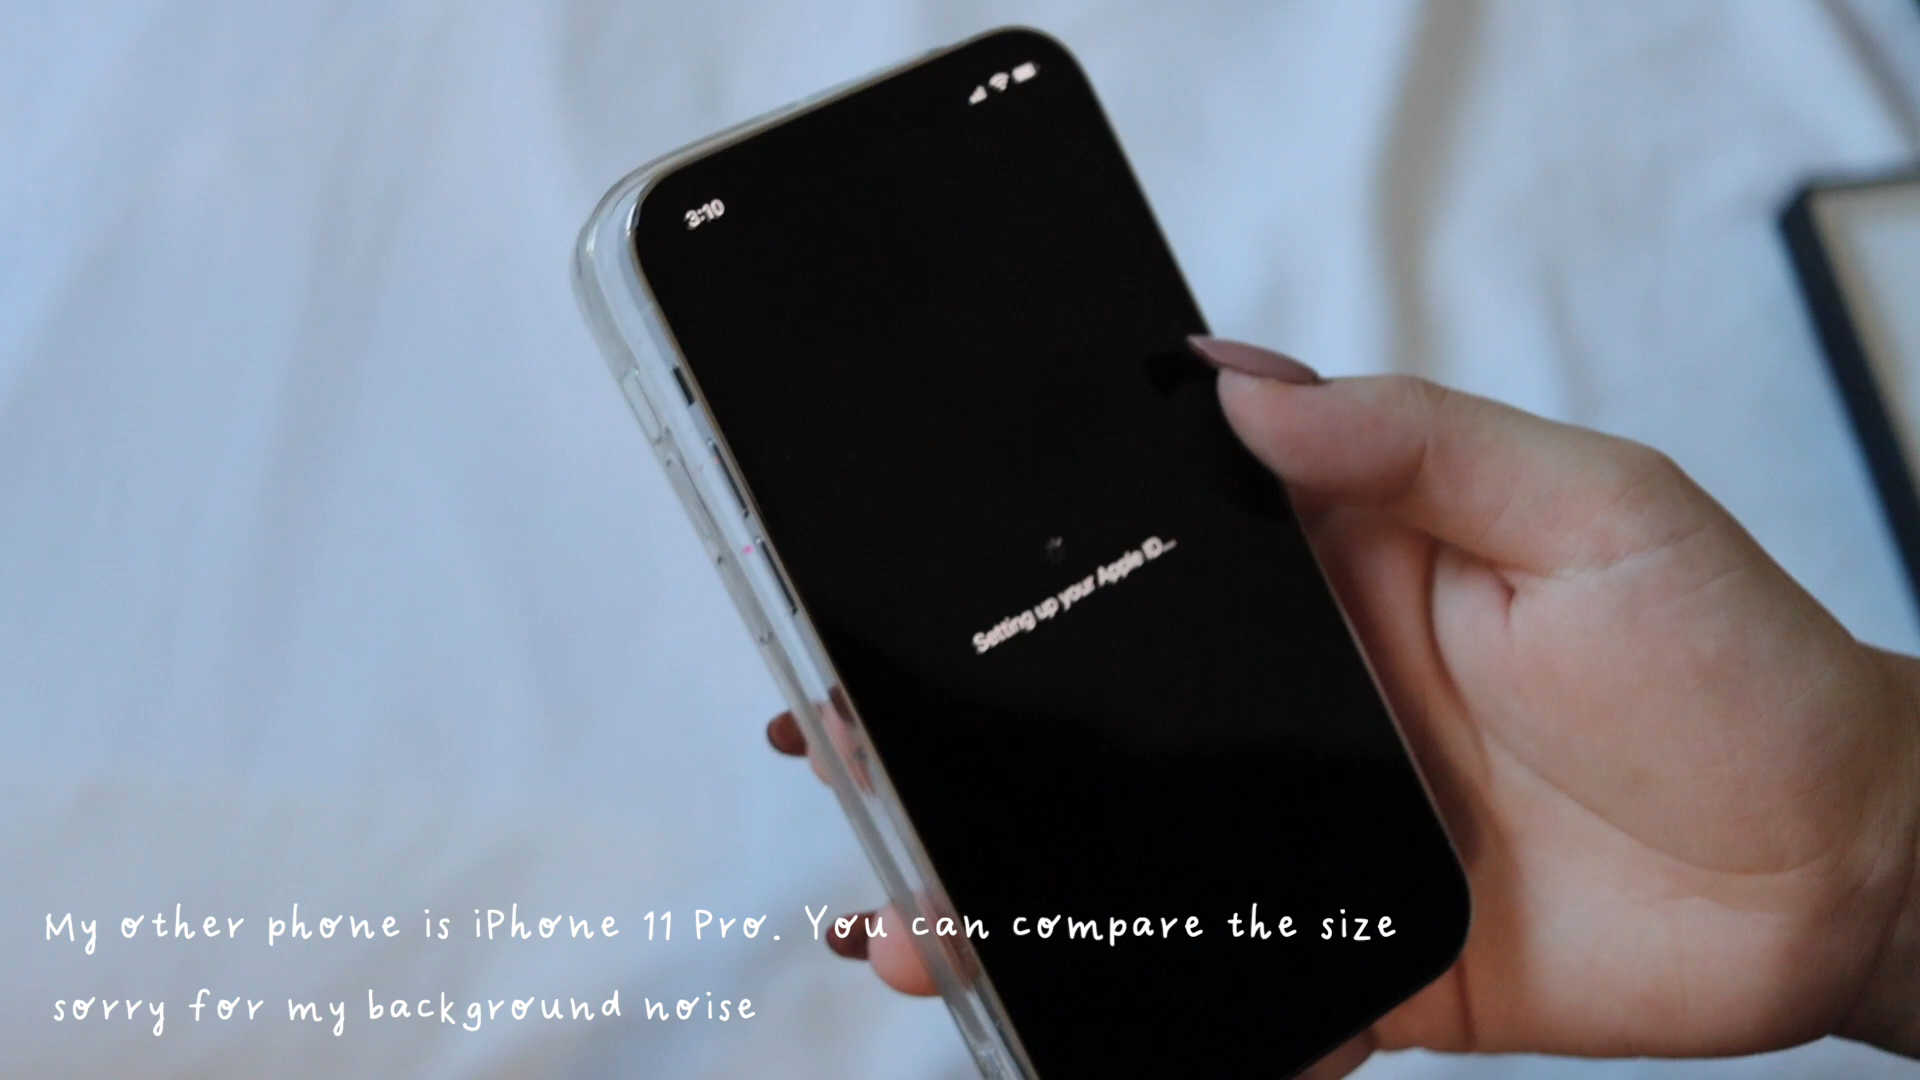 3:10
Setting up your Apple ID...
My other phone is iPhone 11 Pro. You can compare the size
sorry for my background noise